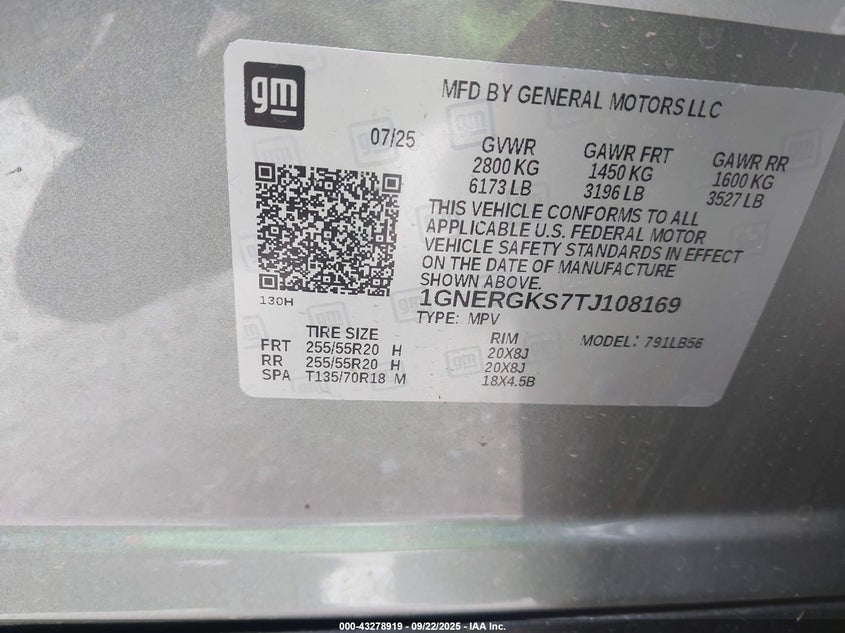 gm
MFD BY GENERAL MOTORS LLC
07/25
GVWR GAWR FRT GAWR RR
2800 KG 1450 KG 1600 KG
6173 LB 3196 LB 3527 LB
THIS VEHICLE CONFORMS TO ALL
APPLICABLE U.S. FEDERAL MOTOR
VEHICLE SAFETY STANDARDS IN EFFECT
ON THE DATE OF MANUFACTURE
SHOWN ABOVE.
130H
1GNERGKS7TJ108169
TYPE: MPV
TIRE SIZE RIM MODEL: 791LB56
FRT 255/55R20 H 20X8J
RR 255/55R20 H 20X8J
SPA T135/70R18 M 18X4.5B
000-43278919 - 09/22/2025 - IAA Inc.